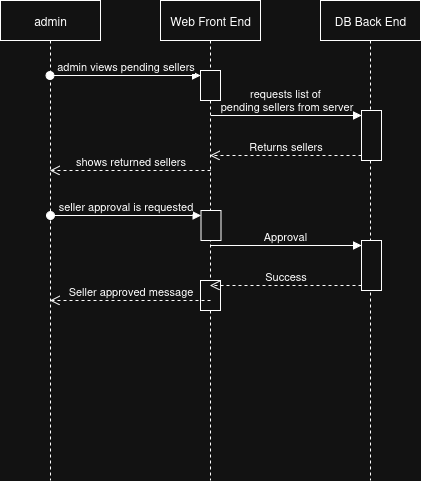 admin
Web Front End
DB Back End
admin views pending sellers
requests list of
pending sellers from server
Returns sellers
shows returned sellers
seller approval is requested
Approval
Success
Seller approved message